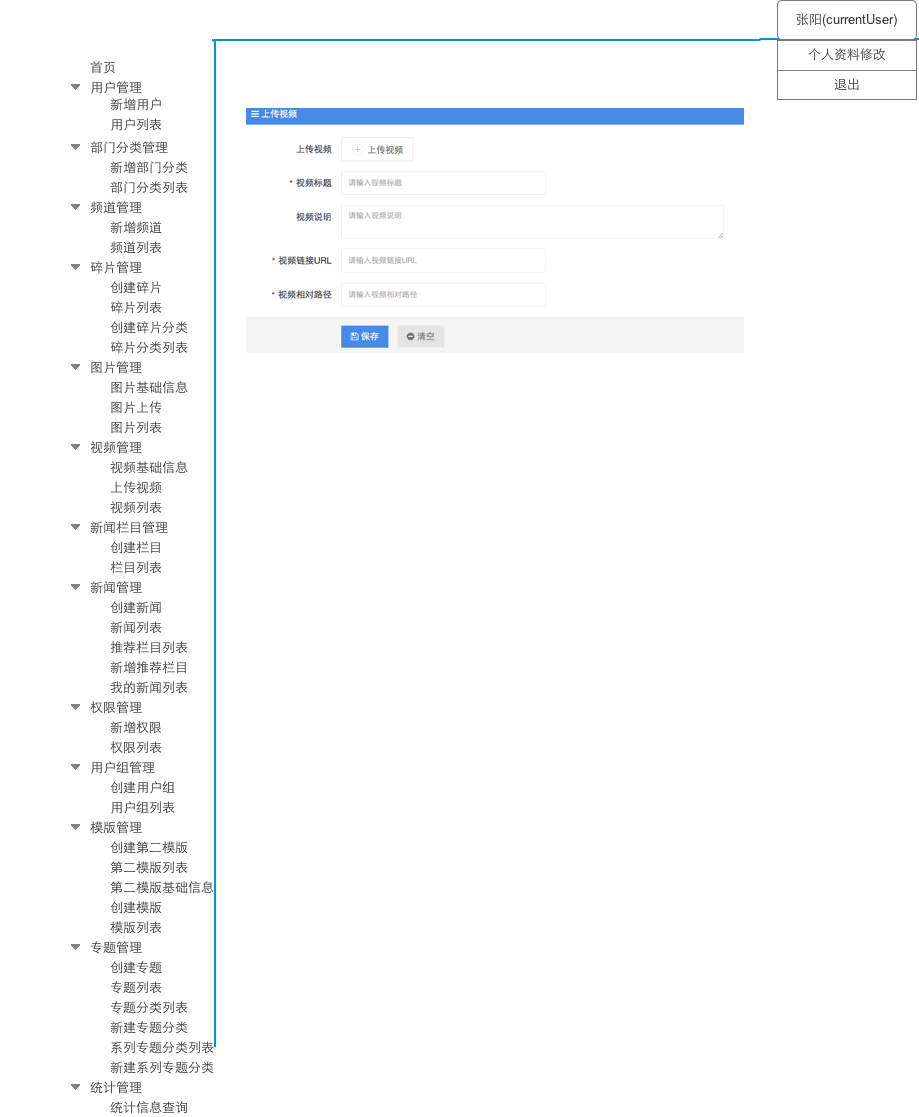 张阳(currentUser)
个人资料修改
退出
首页
用户管理
新增用户
用户列表
部门分类管理
新增部门分类
部门分类列表
频道管理
新增频道
频道列表
碎片管理
创建碎片
碎片列表
创建碎片分类
碎片分类列表
图片管理
图片基础信息
图片上传
图片列表
视频管理
视频基础信息
上传视频
视频列表
新闻栏目管理
创建栏目
栏目列表
新闻管理
创建新闻
新闻列表
推荐栏目列表
新增推荐栏目
我的新闻列表
权限管理
新增权限
权限列表
用户组管理
创建用户组
用户组列表
模版管理
创建第二模版
第二模版列表
第二模版基础信息
创建模版
模版列表
专题管理
创建专题
专题列表
专题分类列表
新建专题分类
系列专题分类列表
新建系列专题分类
统计管理
统计信息查询
上传视频
上传视频 上传视频
* 视频标题 请输入视频标题
视频说明 请输入视频说明
* 视频链接URL 请输入视频链接URL
* 视频相对路径 请输入视频相对路径
保存 清空